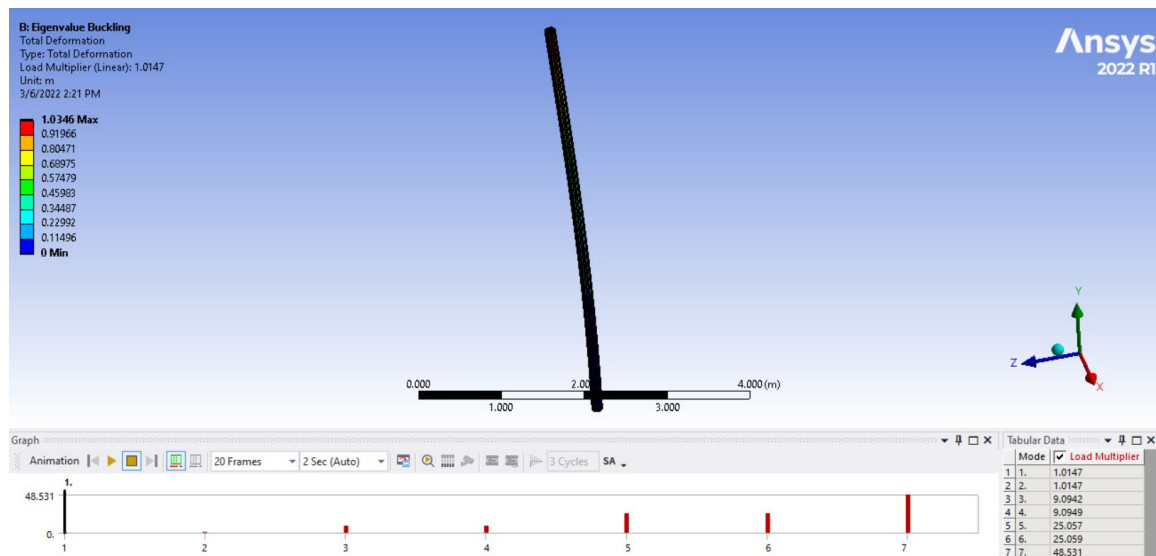 B: Eigenvalue Buckling
Total Deformation
Type: Total Deformation
Load Multiplier (Linear): 1.0147
Unit: m
3/6/2022 2:21 PM
1.0346 Max
0.91966
0.80471
0.68975
0.57479
0.45983
0.34487
0.22992
0.11496
0 Min
Ansys
2022 R1
Y
Z
X
0.000 2.00 4.000 (m)
1.000 3.000
Graph
Animation 20 Frames 2 Sec (Auto) 3 Cycles SA
1.
48.531
0.
1 2 3 4 5 6 7
Tabular Data
Mode Load Multiplier
1 1. 1.0147
2 2. 1.0147
3 3. 9.0942
4 4. 9.0949
5 5. 25.057
6 6. 25.059
7 7. 48.531